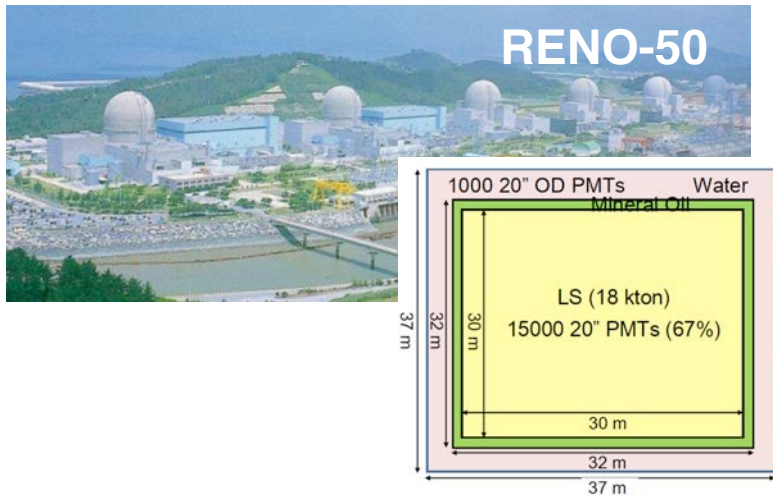 RENO-50
1000 20" OD PMTs
Water
Mineral Oil
LS (18 kton)
15000 20" PMTs (67%)
37 m
32 m
30 m
30 m
32 m
37 m